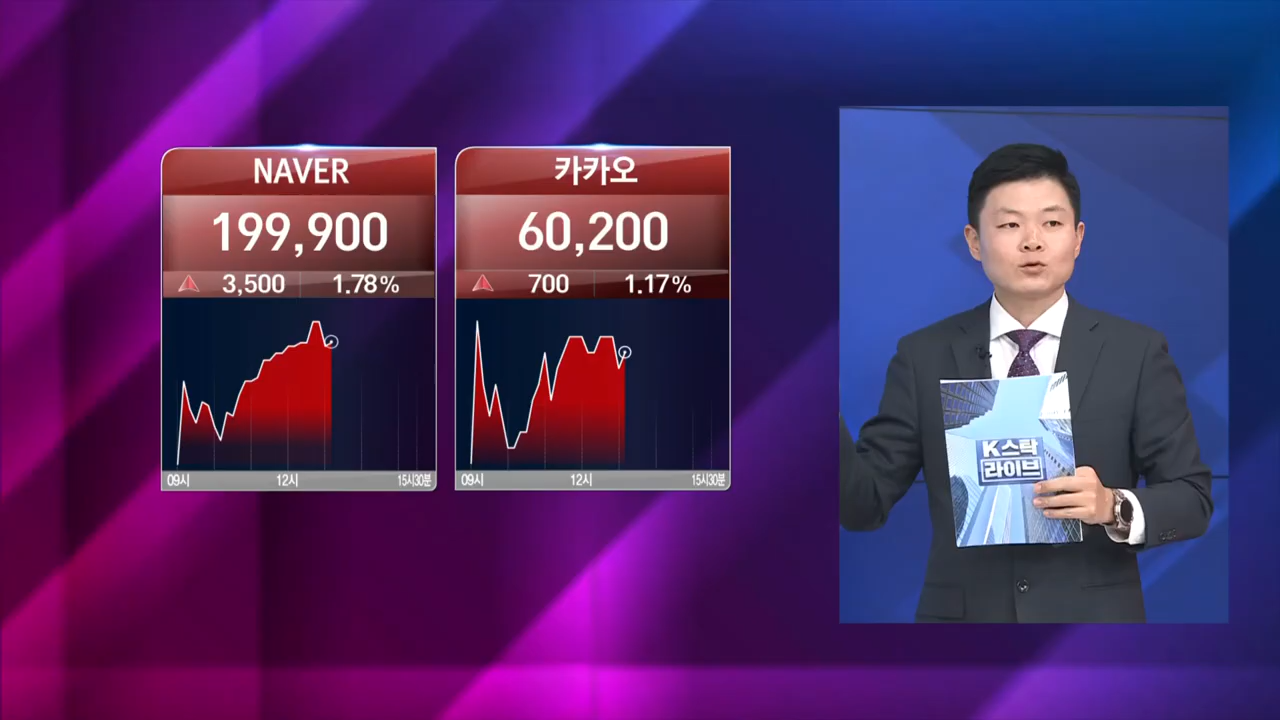 NAVER
199,900
3,500 1.78%
09시 12시 15시30분
카카오
60,200
700 1.17%
09시 12시 15시30분
K스탁
라이브